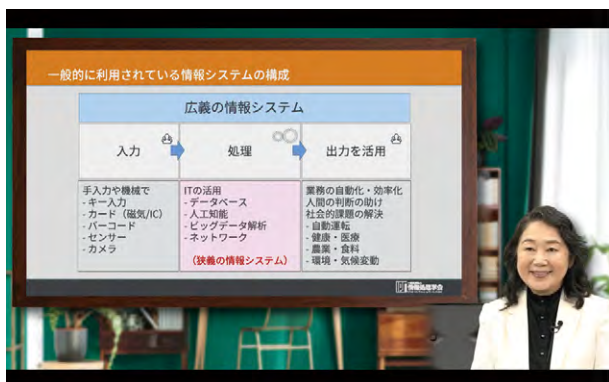 一般的に利用されている情報システムの構成
広義の情報システム
入力
処理
出力を活用
手入力や機械で
- キー入力
- カード（磁気/IC）
- バーコード
- センサー
- カメラ
ITの活用
- データベース
- 人工知能
- ビッグデータ解析
- ネットワーク
（狭義の情報システム）
業務の自動化・効率化
人間の判断の助け
社会的課題の解決
- 自動運転
- 健康・医療
- 農業・食料
- 環境・気候変動
情報処理学会